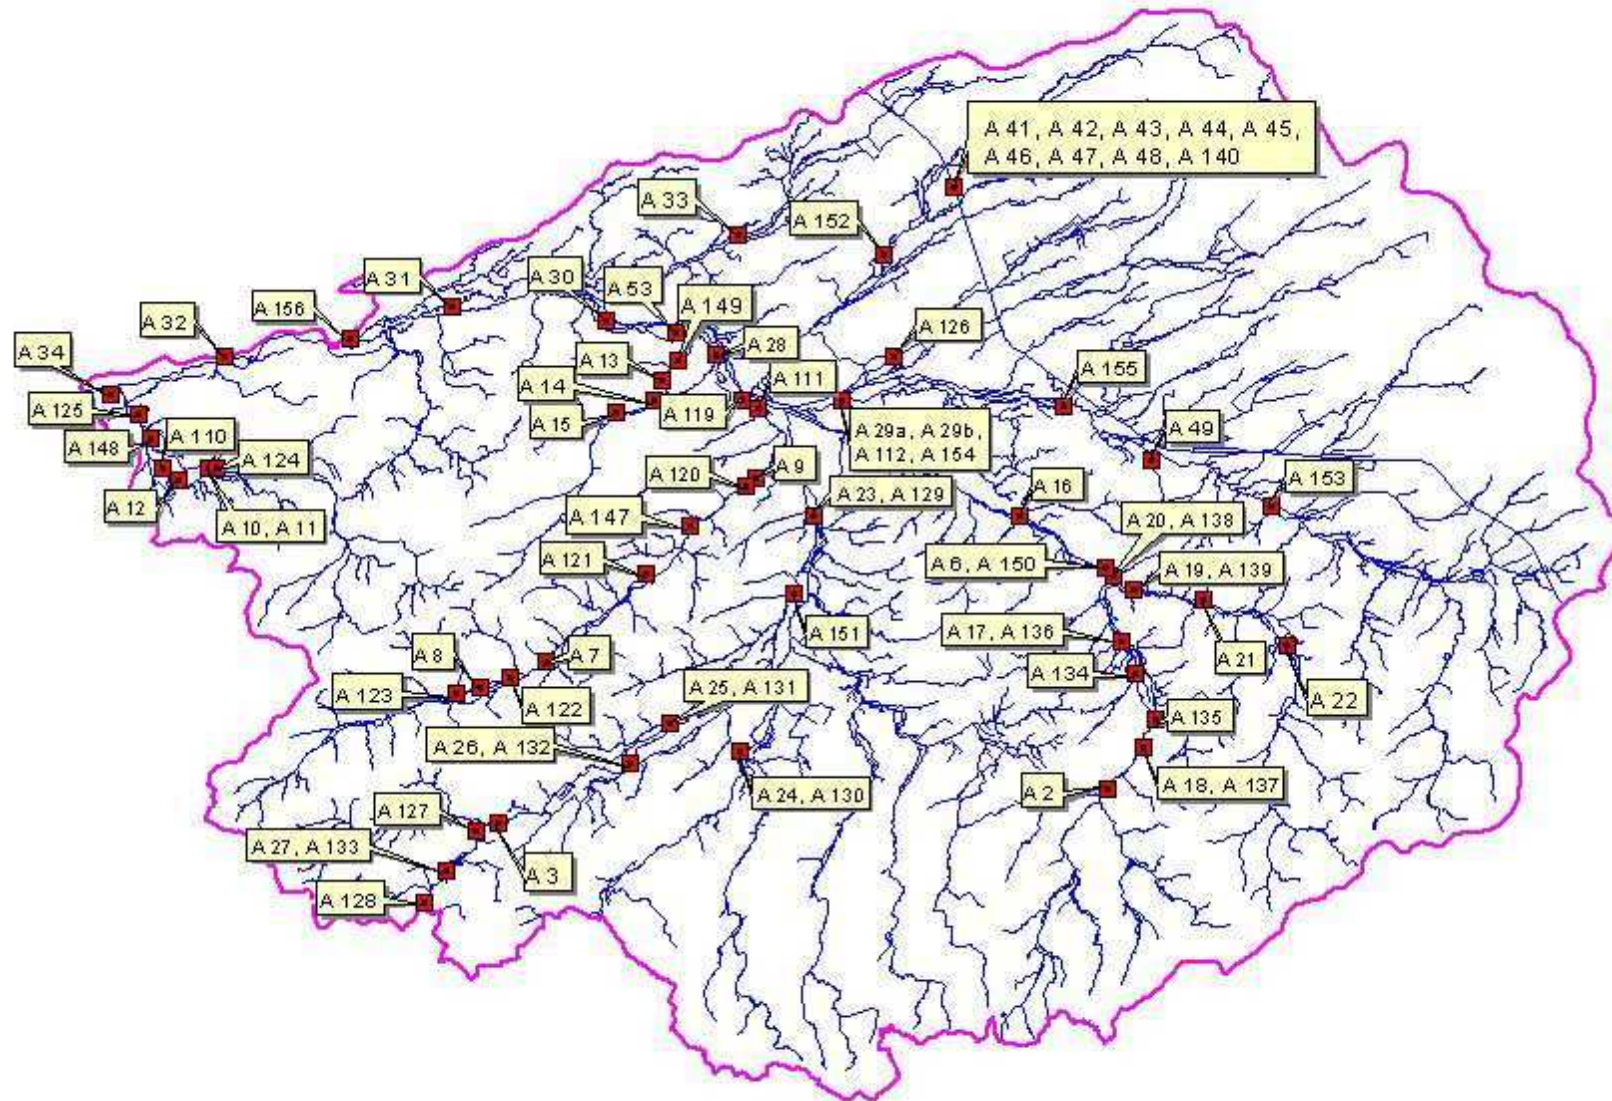 A 41, A 42, A 43, A 44, A 45,
A 46, A 47, A 48, A 140
A 33
A 152
A 31
A 30
A 53
A 149
A 156
A 32
A 126
A 28
A 34
A 13
A 111
A 155
A 14
A 125
A 119
A 15
A 29a, A 29b,
A 112, A 154
A 49
A 110
A 148
A 124
A 9
A 120
A 153
A 16
A 23, A 129
A 12
A 10, A 11
A 147
A 20, A 138
A 121
A 6, A 150
A 19, A 139
A 151
A 17, A 136
A 8
A 7
A 21
A 134
A 25, A 131
A 123
A 122
A 22
A 135
A 26, A 132
A 24, A 130
A 2
A 18, A 137
A 127
A 27, A 133
A 3
A 128